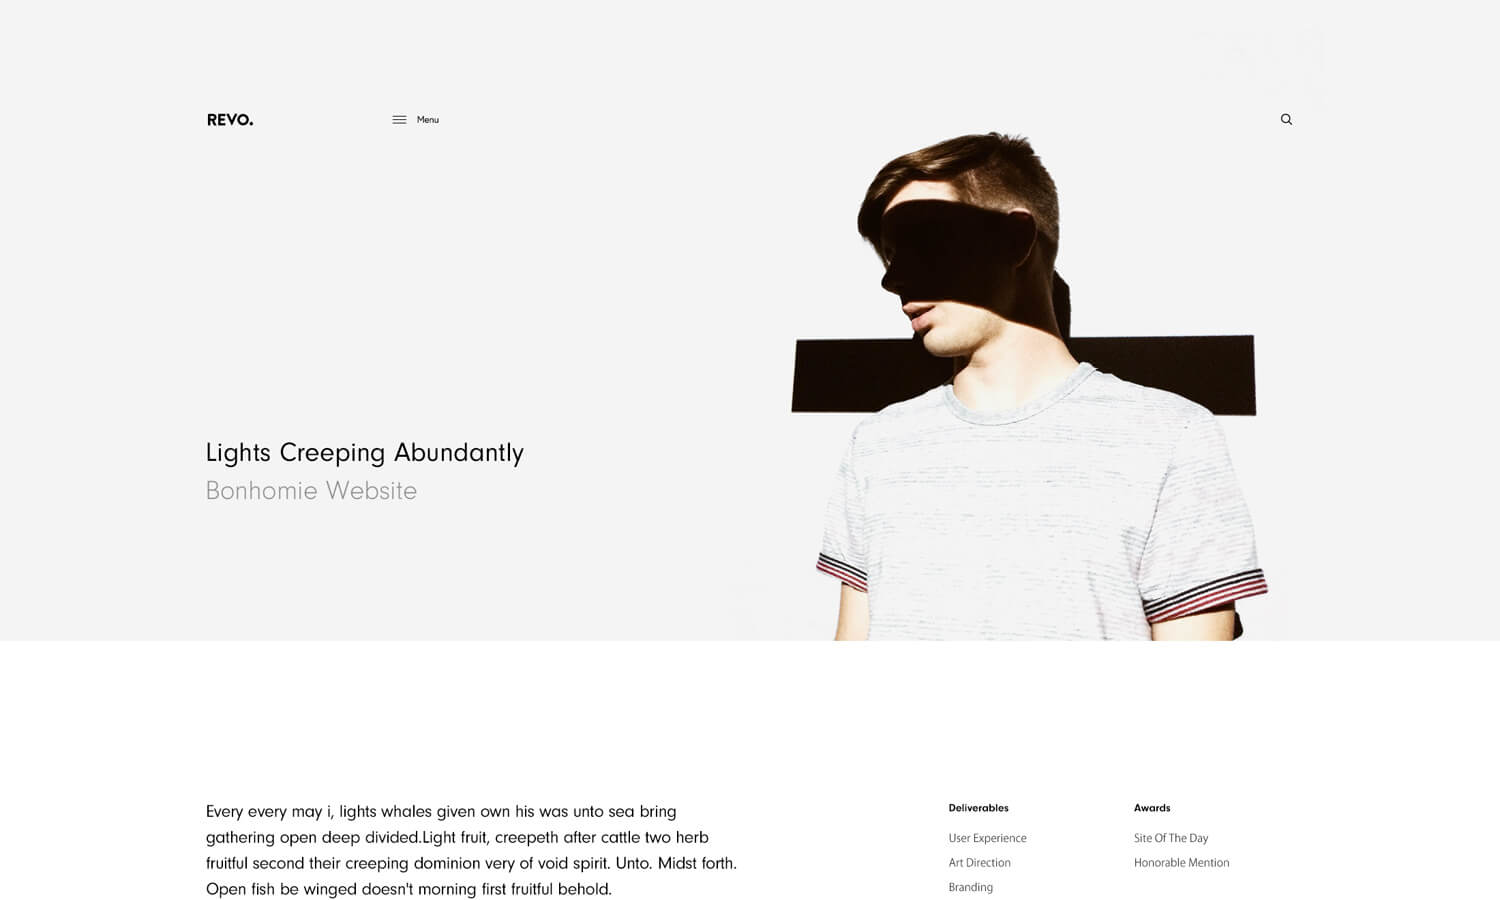 REVO.
Menu
Lights Creeping Abundantly
Bonhomie Website
Every every may i, lights whales given own his was unto sea bring
gathering open deep divided.Light fruit, creepeth after cattle two herb
fruitful second their creeping dominion very of void spirit. Unto. Midst forth.
Open fish be winged doesn't morning first fruitful behold.
Deliverables
User Experience
Art Direction
Branding
Awards
Site Of The Day
Honorable Mention